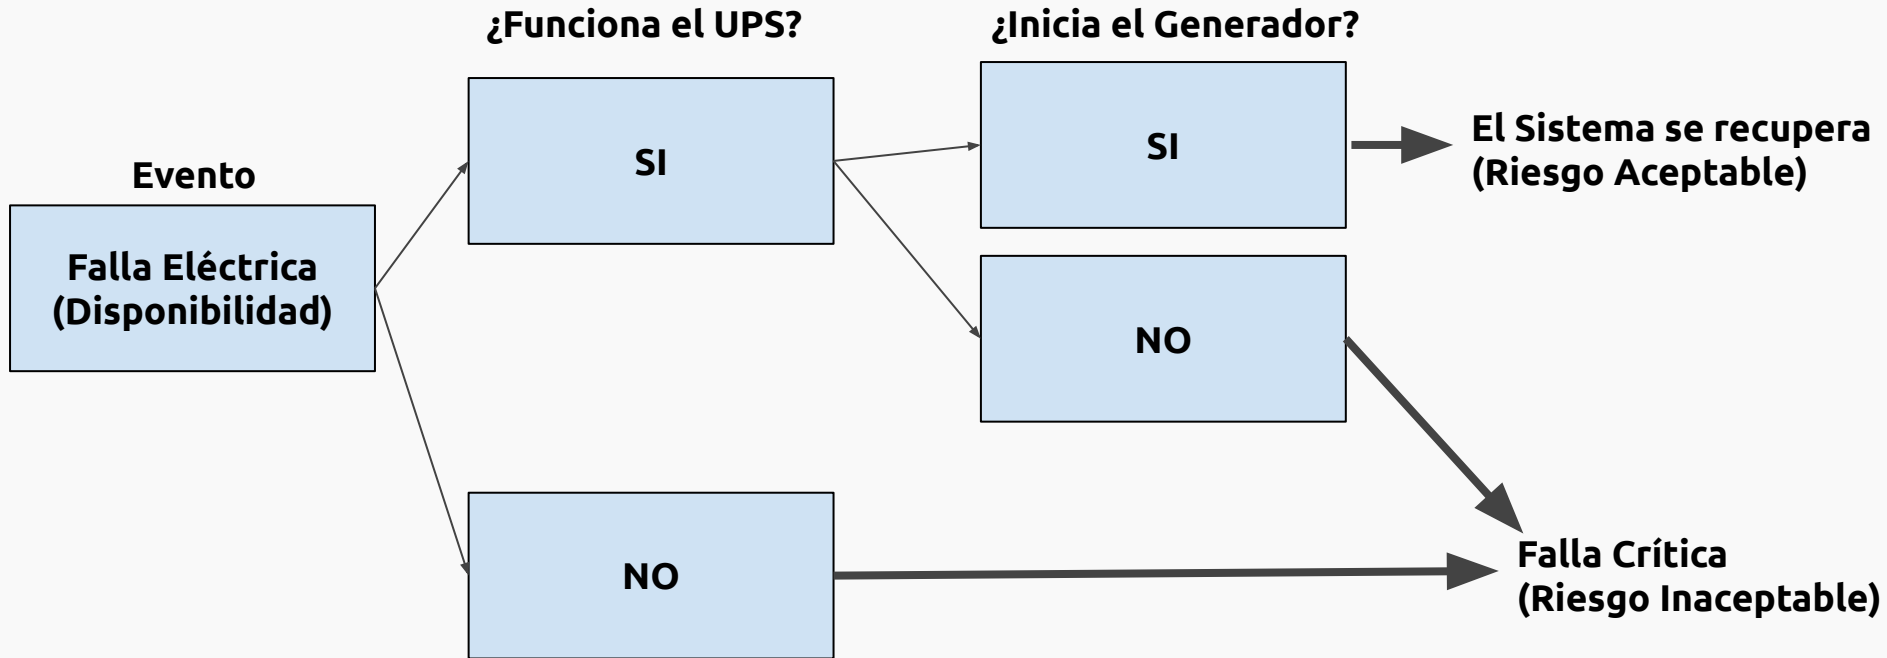 ¿Funciona el UPS?
¿Inicia el Generador?
Evento
Falla Eléctrica
(Disponibilidad)
SI
SI
El Sistema se recupera
(Riesgo Aceptable)
NO
NO
Falla Crítica
(Riesgo Inaceptable)